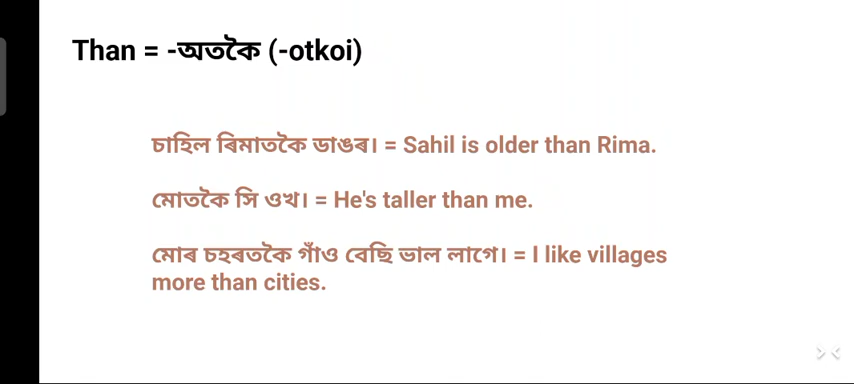 Than = -অতকৈ (-otkoi)
চাহিল ৰিমাতকৈ ডাঙৰ। = Sahil is older than Rima.
মোতকৈ সি ওখ। = He's taller than me.
মোৰ চহৰতকৈ গাঁও বেছি ভাল লাগে। = I like villages
more than cities.